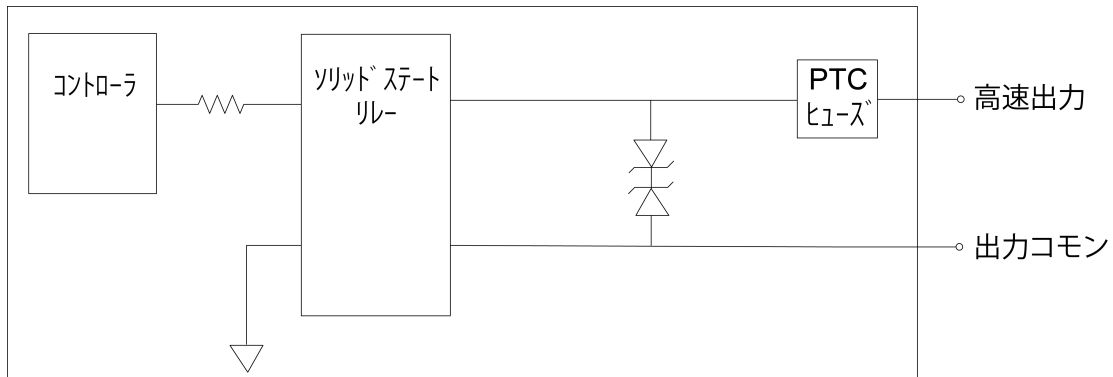 コントローラ
ソリッド ステート
リレー
PTC
ヒューズ
高速出力
出力コモン